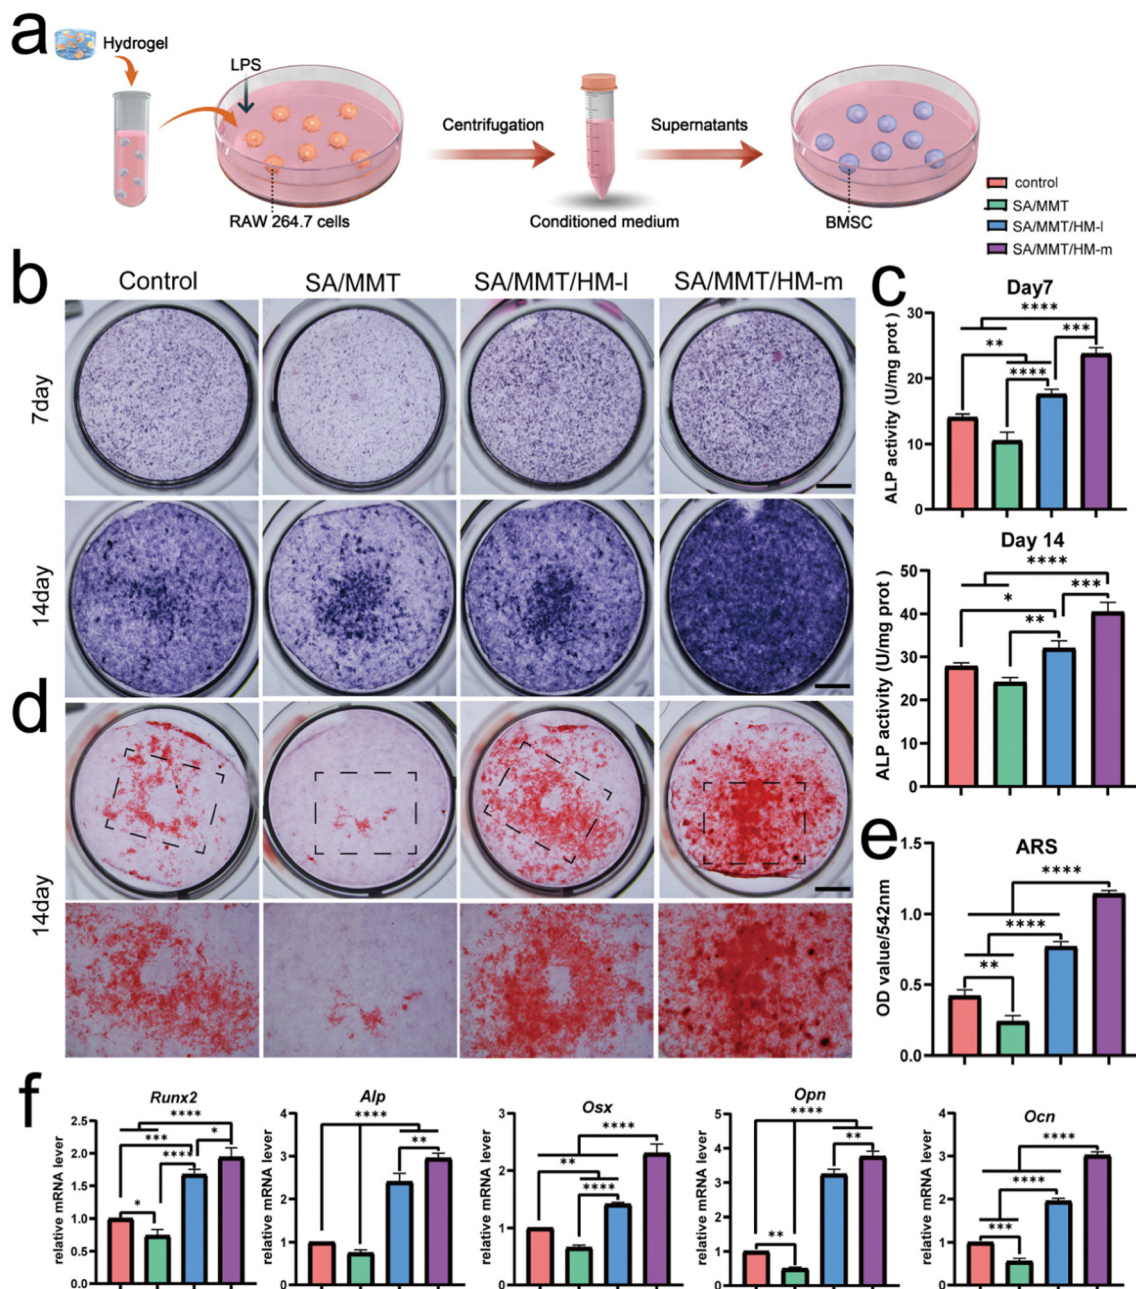 a
Hydrogel
LPS
Centrifugation
Supernatants
RAW 264.7 cells
Conditioned medium
BMSC
control
SA/MMT
SA/MMT/HM-l
SA/MMT/HM-m
b
Control
SA/MMT
SA/MMT/HM-l
SA/MMT/HM-m
7day
14day
c
Day7
ALP activity (U/mg prot )
30
20
10
0
****
***
**
****
Day 14
ALP activity (U/mg prot )
50
40
30
20
10
0
****
***
*
**
d
14day
e
ARS
OD value/542nm
1.5
1.0
0.5
0.0
****
****
**
f
Runx2
relative mRNA lever
2.5
2.0
1.5
1.0
0.5
0.0
****
***
*
****
*
Alp
relative mRNA lever
4
3
2
1
0
****
**
Osx
relative mRNA lever
3
2
1
0
****
**
****
Opn
relative mRNA lever
5
4
3
2
1
0
****
**
**
Ocn
relative mRNA lever
4
3
2
1
0
****
****
***